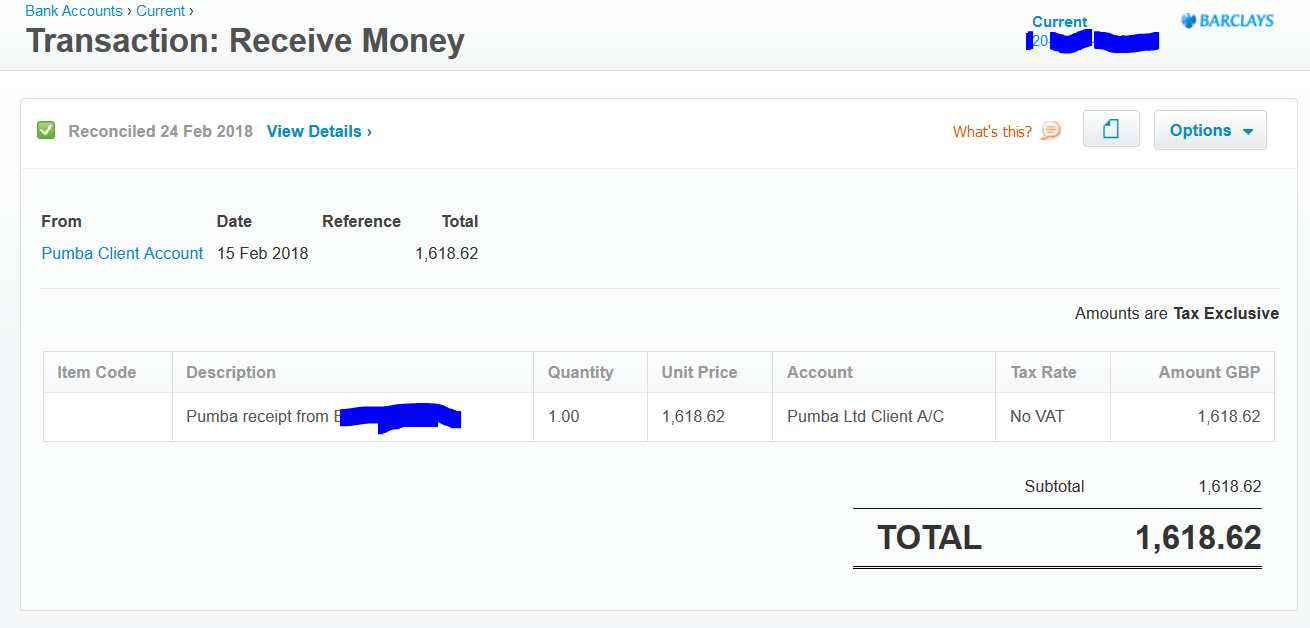 Bank Accounts › Current ›
Transaction: Receive Money
Current
20
BARCLAYS
Reconciled 24 Feb 2018 View Details ›
What's this?
Options
From Date Reference Total
Pumba Client Account 15 Feb 2018 1,618.62
Amounts are Tax Exclusive
Item Code Description Quantity Unit Price Account Tax Rate Amount GBP
Pumba receipt from 1.00 1,618.62 Pumba Ltd Client A/C No VAT 1,618.62
Subtotal 1,618.62
TOTAL 1,618.62